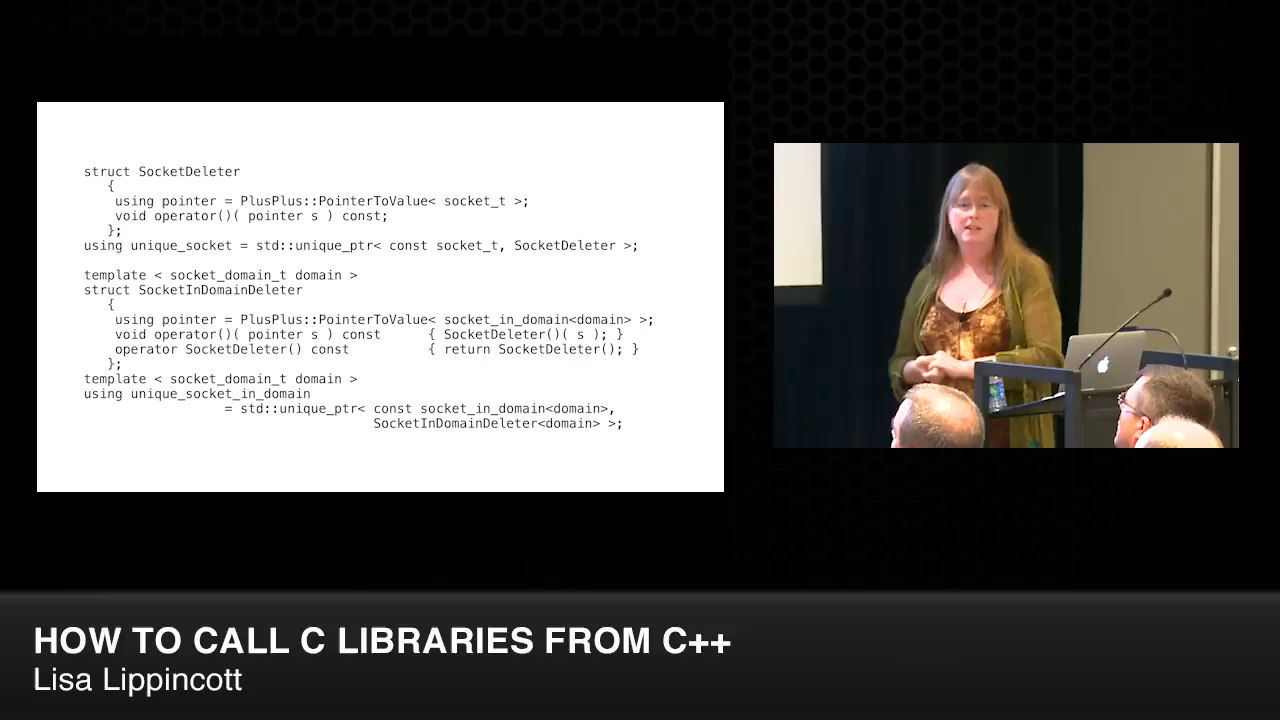 struct SocketDeleter
{
using pointer = PlusPlus::PointerToValue< socket_t >;
void operator()( pointer s ) const;
};
using unique_socket = std::unique_ptr< const socket_t, SocketDeleter >;
template < socket_domain_t domain >
struct SocketInDomainDeleter
{
using pointer = PlusPlus::PointerToValue< socket_in_domain<domain> >;
void operator()( pointer s ) const { SocketDeleter()( s ); }
operator SocketDeleter() const { return SocketDeleter(); }
};
template < socket_domain_t domain >
using unique_socket_in_domain
= std::unique_ptr< const socket_in_domain<domain>,
SocketInDomainDeleter<domain> >;
HOW TO CALL C LIBRARIES FROM C++
Lisa Lippincott